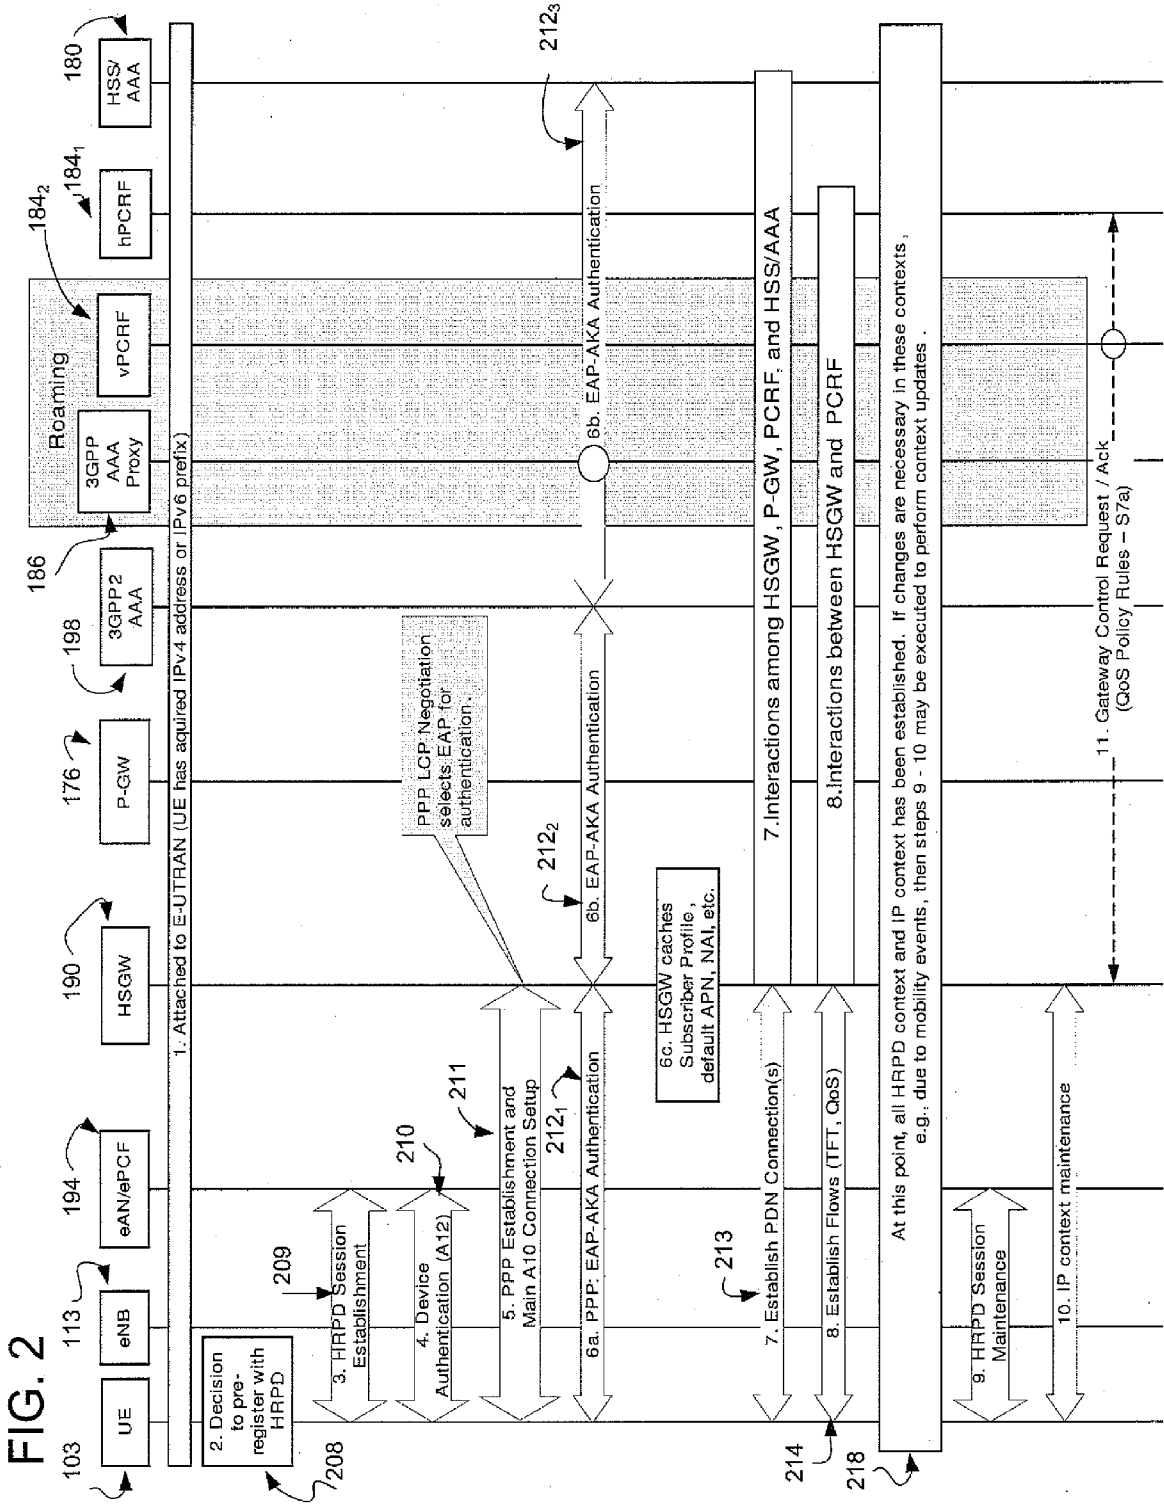 FIG. 2
103
113
194
190
176
198
186
184₂
184₁
180
Roaming
UE
eNB
eAN/ePCF
HSGW
P-GW
3GPP2
AAA
3GPP
AAA
Proxy
vPCRF
hPCRF
HSS/
AAA
1. Attached to E-UTRAN (UE has aquired IPv4 address or IPv6 prefix)
2. Decision
to pre-
register with
HRPD
208
209
3. HRPD Session
Establishment
4. Device
Authentication (A12)
210
PPP LCP Negotiation
selects EAP for
authentication.
211
5. PPP Establishment and
Main A10 Connection Setup
212₁
212₂
212₃
6a. PPP: EAP-AKA Authentication
6b. EAP-AKA Authentication
6b. EAP-AKA Authentication
6c. HSGW caches
Subscriber Profile,
default APN, NAI, etc.
213
7. Establish PDN Connection(s)
7.Interactions among HSGW, P-GW, PCRF, and HSS/AAA
214
8. Establish Flows (TFT, QoS)
8.Interactions between HSGW and PCRF
218
At this point, all HRPD context and IP context has been established. If changes are necessary in these contexts,
e.g., due to mobility events, then steps 9 - 10 may be executed to perform context updates.
9. HRPD Session
Maintenance
10. IP context maintenance
11. Gateway Control Request / Ack
(QoS Policy Rules – S7a)